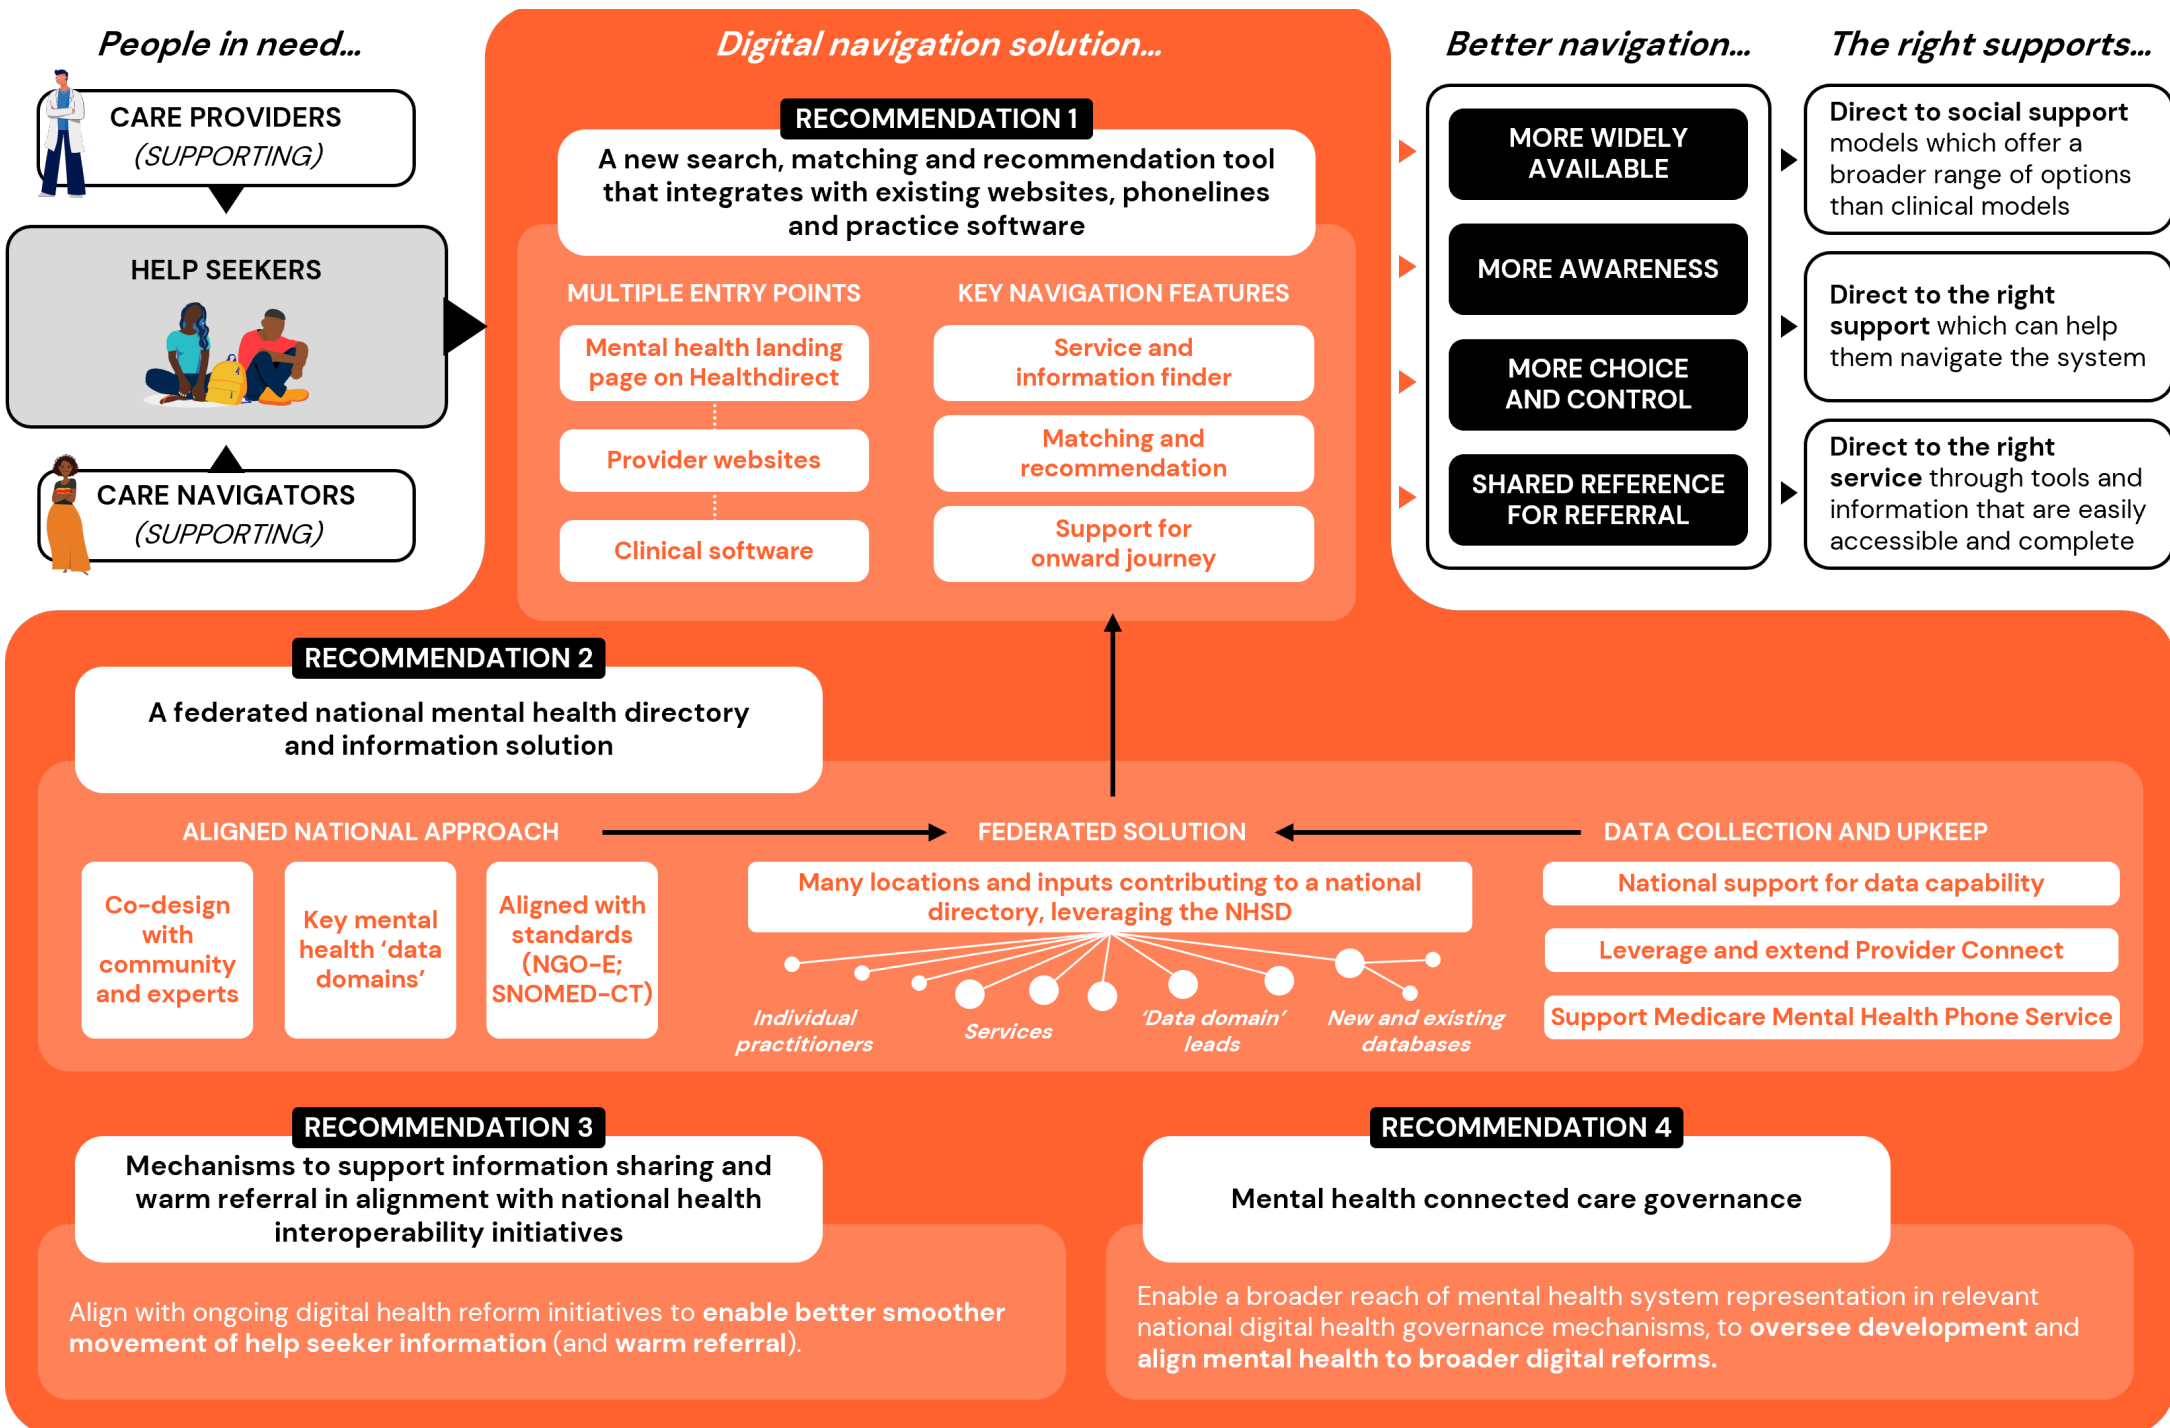 People in need...
CARE PROVIDERS
(SUPPORTING)
HELP SEEKERS
CARE NAVIGATORS
(SUPPORTING)
Digital navigation solution...
RECOMMENDATION 1
A new search, matching and recommendation tool
that integrates with existing websites, phonelines
and practice software
MULTIPLE ENTRY POINTS
Mental health landing
page on Healthdirect
Provider websites
Clinical software
KEY NAVIGATION FEATURES
Service and
information finder
Matching and
recommendation
Support for
onward journey
Better navigation...
MORE WIDELY
AVAILABLE
MORE AWARENESS
MORE CHOICE
AND CONTROL
SHARED REFERENCE
FOR REFERRAL
The right supports...
Direct to social support
models which offer a
broader range of options
than clinical models
Direct to the right
support which can help
them navigate the system
Direct to the right
service through tools and
information that are easily
accessible and complete
RECOMMENDATION 2
A federated national mental health directory
and information solution
ALIGNED NATIONAL APPROACH
Co-design
with
community
and experts
Key mental
health ‘data
domains’
Aligned with
standards
(NGO-E;
SNOMED-CT)
FEDERATED SOLUTION
Many locations and inputs contributing to a national
directory, leveraging the NHSD
Individual
practitioners
Services
‘Data domain’
leads
New and existing
databases
DATA COLLECTION AND UPKEEP
National support for data capability
Leverage and extend Provider Connect
Support Medicare Mental Health Phone Service
RECOMMENDATION 3
Mechanisms to support information sharing and
warm referral in alignment with national health
interoperability initiatives
Align with ongoing digital health reform initiatives to enable better smoother
movement of help seeker information (and warm referral).
RECOMMENDATION 4
Mental health connected care governance
Enable a broader reach of mental health system representation in relevant
national digital health governance mechanisms, to oversee development and
align mental health to broader digital reforms.